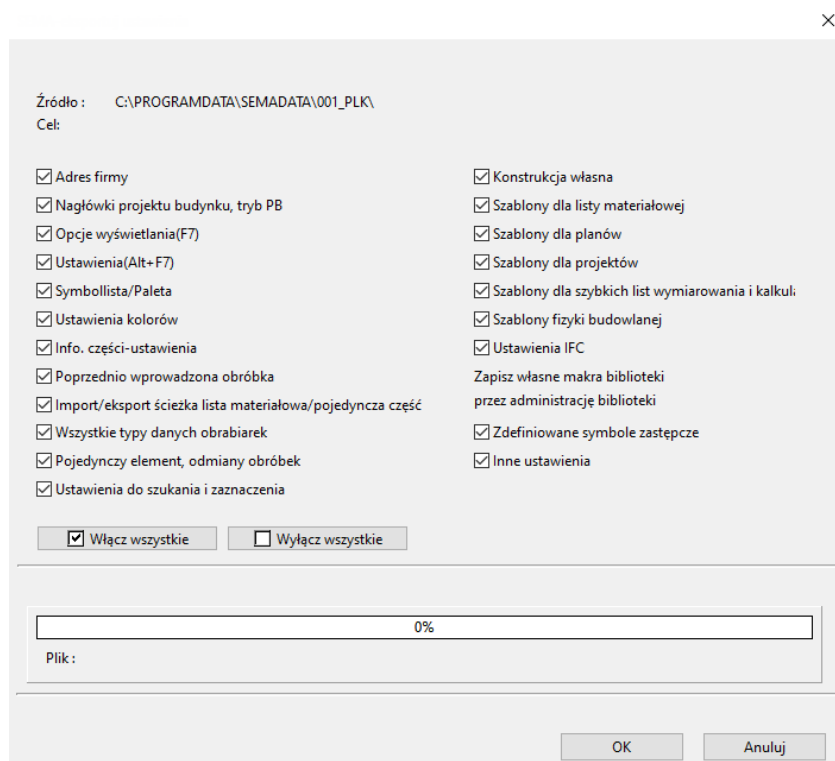 Źródło : C:\PROGRAMDATA\SEMADATA\001_PLK\
Cel:
Adres firmy
Nagłówki projektu budynku, tryb PB
Opcje wyświetlania(F7)
Ustawienia(Alt+F7)
Symbollista/Paleta
Ustawienia kolorów
Info. części-ustawienia
Poprzednio wprowadzona obróbka
Import/eksport ścieżka lista materiałowa/pojedyncza część
Wszystkie typy danych obrabiarek
Pojedynczy element, odmiany obróbek
Ustawienia do szukania i zaznaczenia
Konstrukcja własna
Szablony dla listy materiałowej
Szablony dla planów
Szablony dla projektów
Szablony dla szybkich list wymiarowania i kalkula
Szablony fizyki budowlanej
Ustawienia IFC
Zapisz własne makra biblioteki
przez administrację biblioteki
Zdefiniowane symbole zastępcze
Inne ustawienia
Włącz wszystkie
Wyłącz wszystkie
0%
Plik :
OK
Anuluj